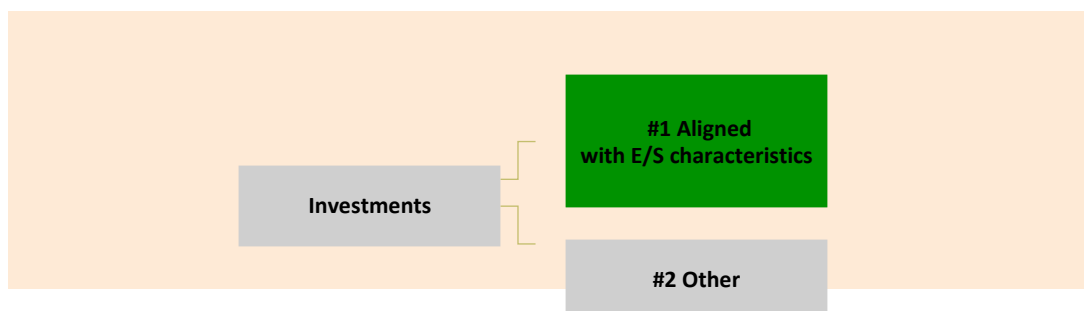 #1 Aligned
with E/S characteristics
Investments
#2 Other